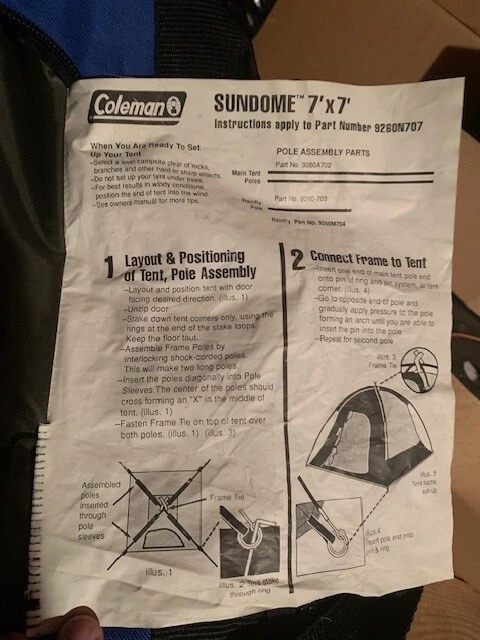 Coleman
SUNDOME™ 7'x7'
Instructions apply to Part Number 9260N707
When You Are Ready To Set
Up Your Tent
–Select a level campsite clear of rocks,
branches and other hard or sharp objects.
–Do not set up your tent under trees.
–For best results in windy conditions,
position the end of tent into the wind.
–See owners manual for more tips.
POLE ASSEMBLY PARTS
Part No. 9260A702
Main Tent
Poles
Part No. 9260-703
Rainfly
Pole
Rainfly Part No. 9260N704
1 Layout & Positioning
of Tent, Pole Assembly
–Layout and position tent with door
facing desired direction. (illus. 1)
–Unzip door.
–Stake down tent corners only, using the
rings at the end of the stake loops.
Keep the floor taut.
–Assemble Frame Poles by
interlocking shock-corded poles.
This will make two long poles.
–Insert the poles diagonally into Pole
Sleeves. The center of the poles should
cross forming an "X" in the middle of
tent. (illus. 1)
–Fasten Frame Tie on top of tent over
both poles. (illus. 1) (illus. 3)
Assembled
poles
inserted
through
pole
sleeves
Frame Tie
illus. 1
illus. 2 Tent stake
through ring
2 Connect Frame to Tent
–Insert one end of main tent pole end
onto pin of ring and pin system, at tent
corner. (illus. 4)
–Go to opposite end of pole and
gradually apply pressure to the pole
forming an arch until you are able to
insert the pin into the pole
–Repeat for second pole
illus. 3
Frame Tie
illus. 5
Tent frame
set up
illus. 4
Insert pole end onto
pin & ring